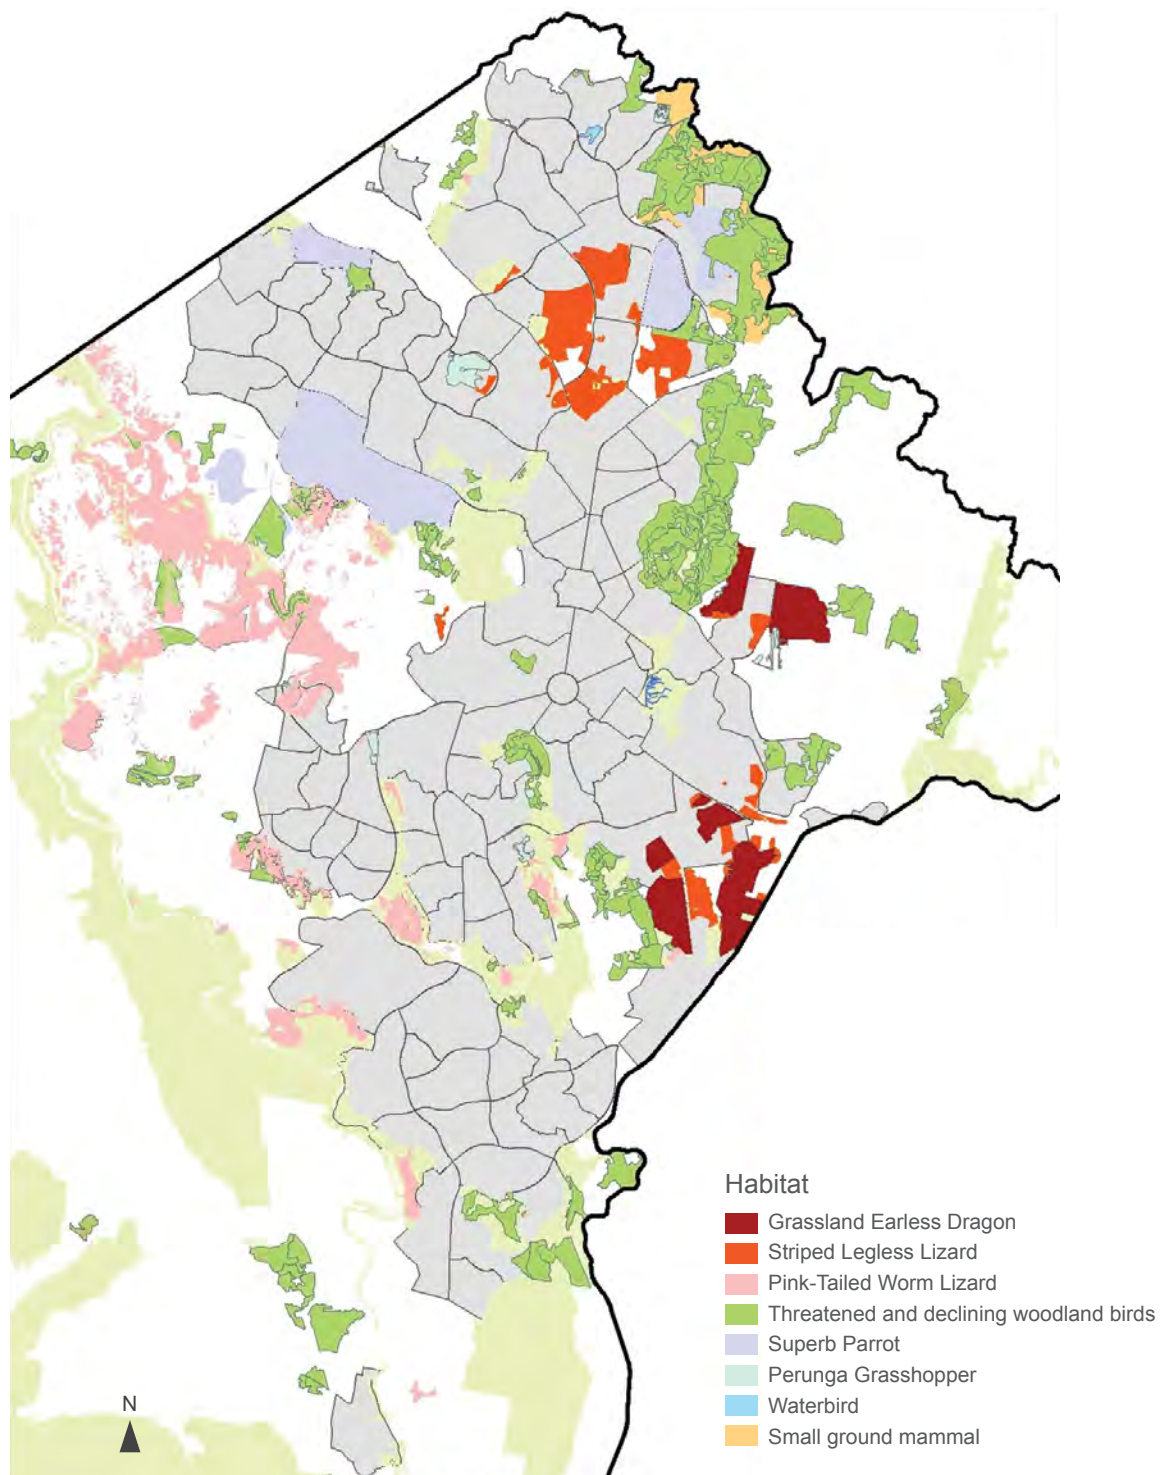 Habitat
Grassland Earless Dragon
Striped Legless Lizard
Pink-Tailed Worm Lizard
Threatened and declining woodland birds
Superb Parrot
Perunga Grasshopper
Waterbird
Small ground mammal
N